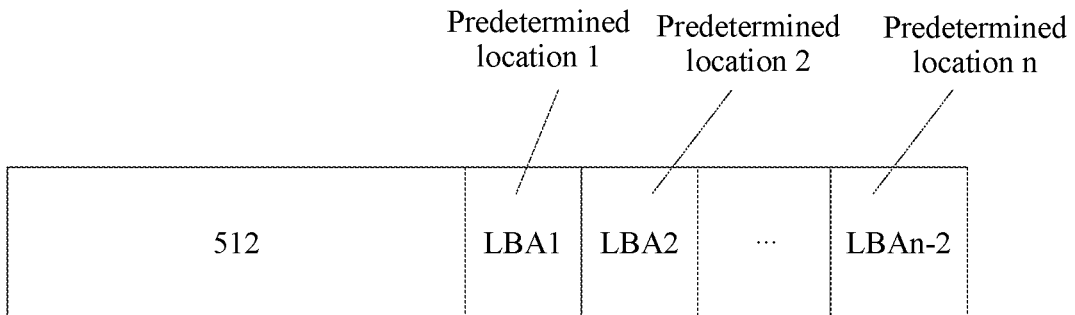 Predetermined
location 1
Predetermined
location 2
Predetermined
location n
512
LBA1
LBA2
...
LBAn-2